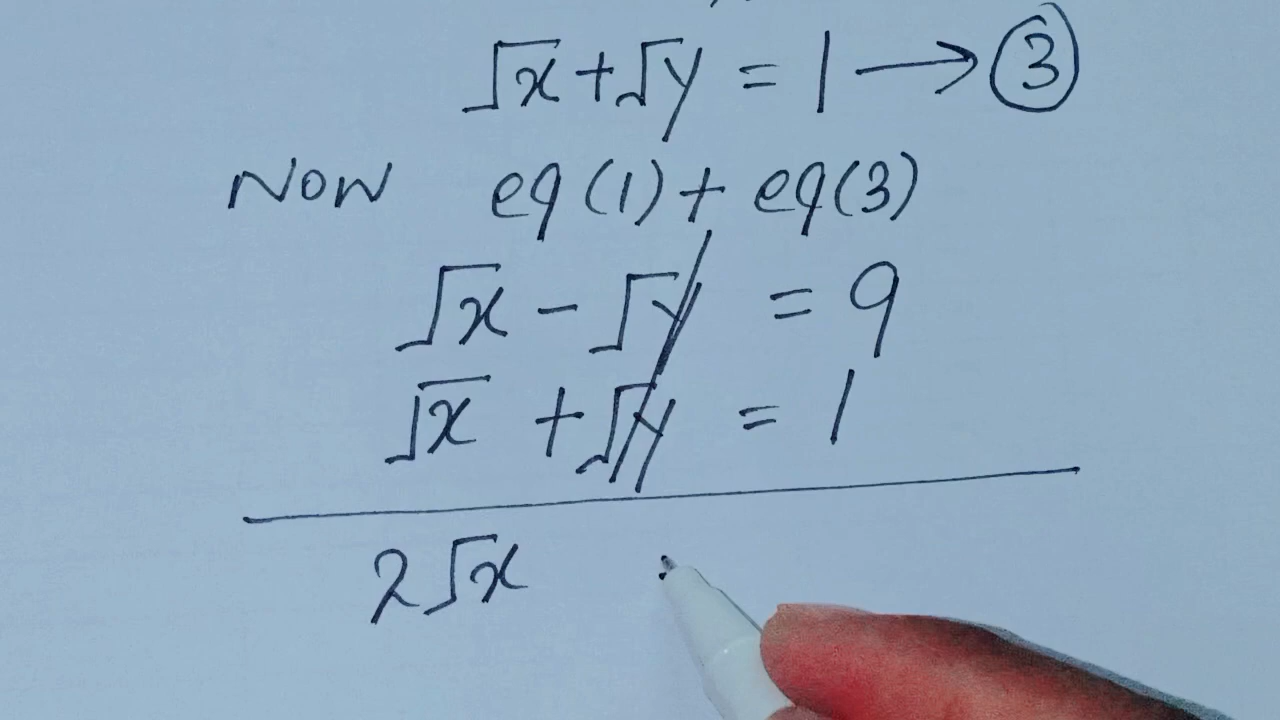 √x + √y = 1 → ③
NOW eq(1) + eq(3)
√x - √y = 9
√x + √y = 1
2√x